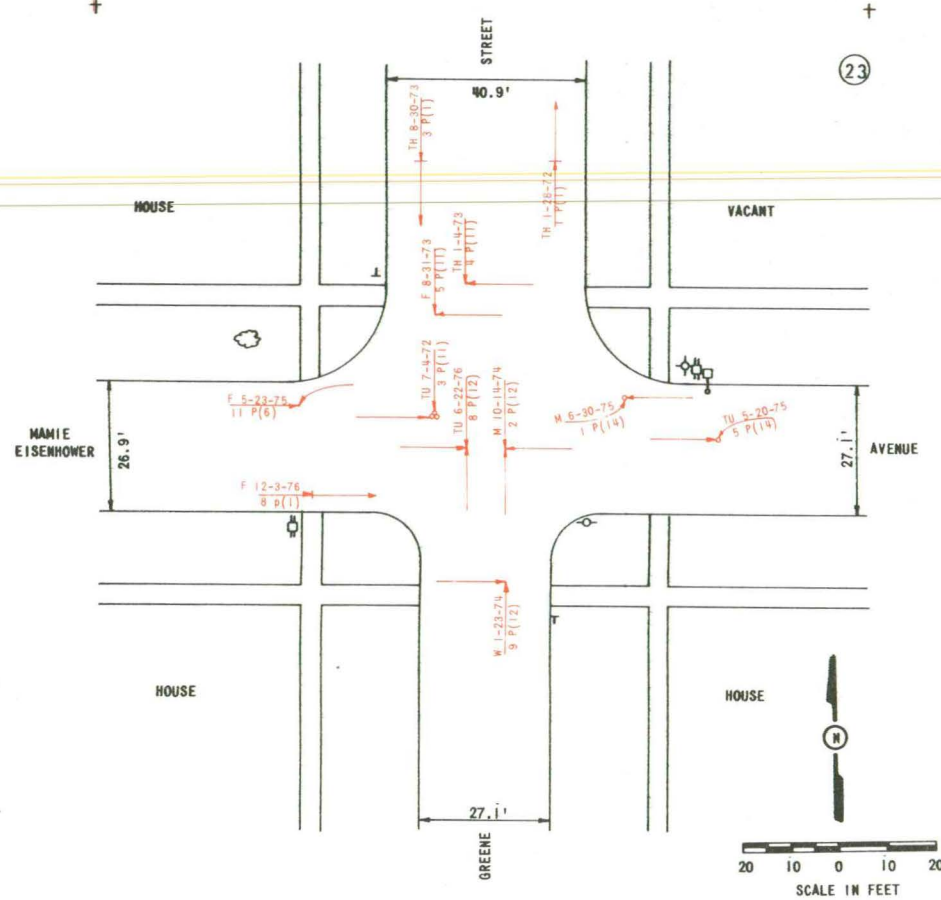 STREET
23
40.9'
TH 8-30-73
3 P(1)
TH 1-28-72
1 P(1)
HOUSE
VACANT
TH 1-4-73
4 P(11)
F 8-31-73
5 P(11)
TU 7-4-72
3 P(11)
TU 6-22-76
8 P(12)
M 10-14-74
2 P(12)
F 5-23-75
11 P(6)
M 6-30-75
1 P(14)
TU 5-20-75
5 P(14)
MAMIE
EISENHOWER
26.9'
27.1'
AVENUE
F 12-3-76
8 P(1)
W 1-23-74
9 P(12)
HOUSE
HOUSE
N
27.1'
GREENE
20 10 0 10 20
SCALE IN FEET